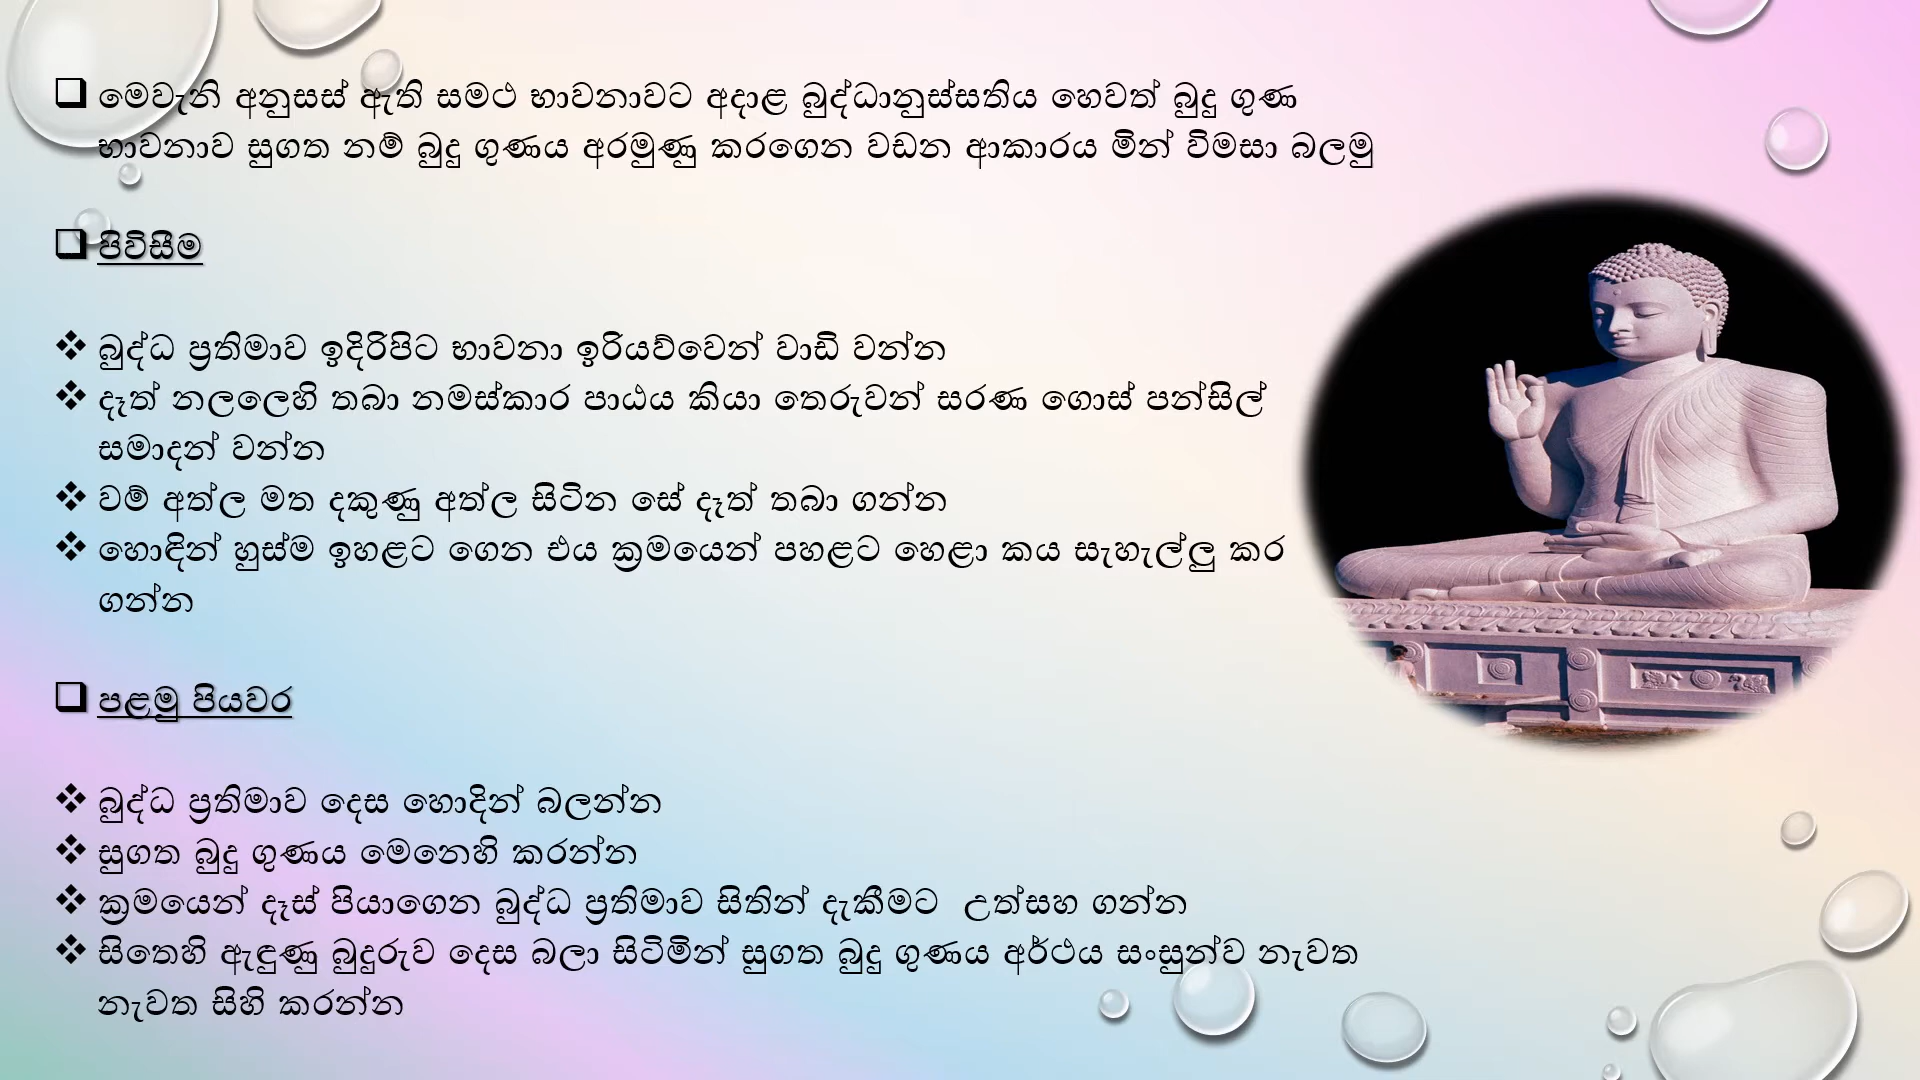 මෙවැනි අනුසස් ඇති සමථ භාවනාවට අදාළ බුද්ධානුස්සතිය හෙවත් බුදු ගුණ
භාවනාව සුගත නම් බුදු ගුණය අරමුණු කරගෙන වඩන ආකාරය මින් විමසා බලමු
පිවිසීම
බුද්ධ ප්‍රතිමාව ඉදිරිපිට භාවනා ඉරියව්වෙන් වාඩි වන්න
දෑත් නලලෙහි තබා නමස්කාර පාඨය කියා තෙරුවන් සරණ ගොස් පන්සිල්
සමාදන් වන්න
වම් අත්ල මත දකුණු අත්ල සිටින සේ දෑත් තබා ගන්න
හොඳින් හුස්ම ඉහළට ගෙන එය ක්‍රමයෙන් පහළට හෙළා කය සැහැල්ලු කර
ගන්න
පළමු පියවර
බුද්ධ ප්‍රතිමාව දෙස හොදින් බලන්න
සුගත බුදු ගුණය මෙනෙහි කරන්න
ක්‍රමයෙන් දෑස් පියාගෙන බුද්ධ ප්‍රතිමාව සිතින් දැකීමට  උත්සහ ගන්න
සිතෙහි ඇඳුණු බුදුරුව දෙස බලා සිටිමින් සුගත බුදු ගුණය අර්ථය සංසුන්ව නැවත
නැවත සිහි කරන්න